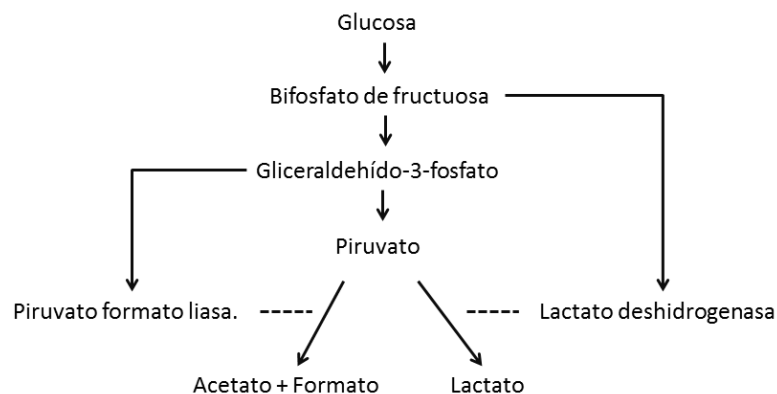 Glucosa
Bifosfato de fructuosa
Gliceraldehído-3-fosfato
Piruvato
Piruvato formato liasa.
Lactato deshidrogenasa
Acetato + Formato
Lactato